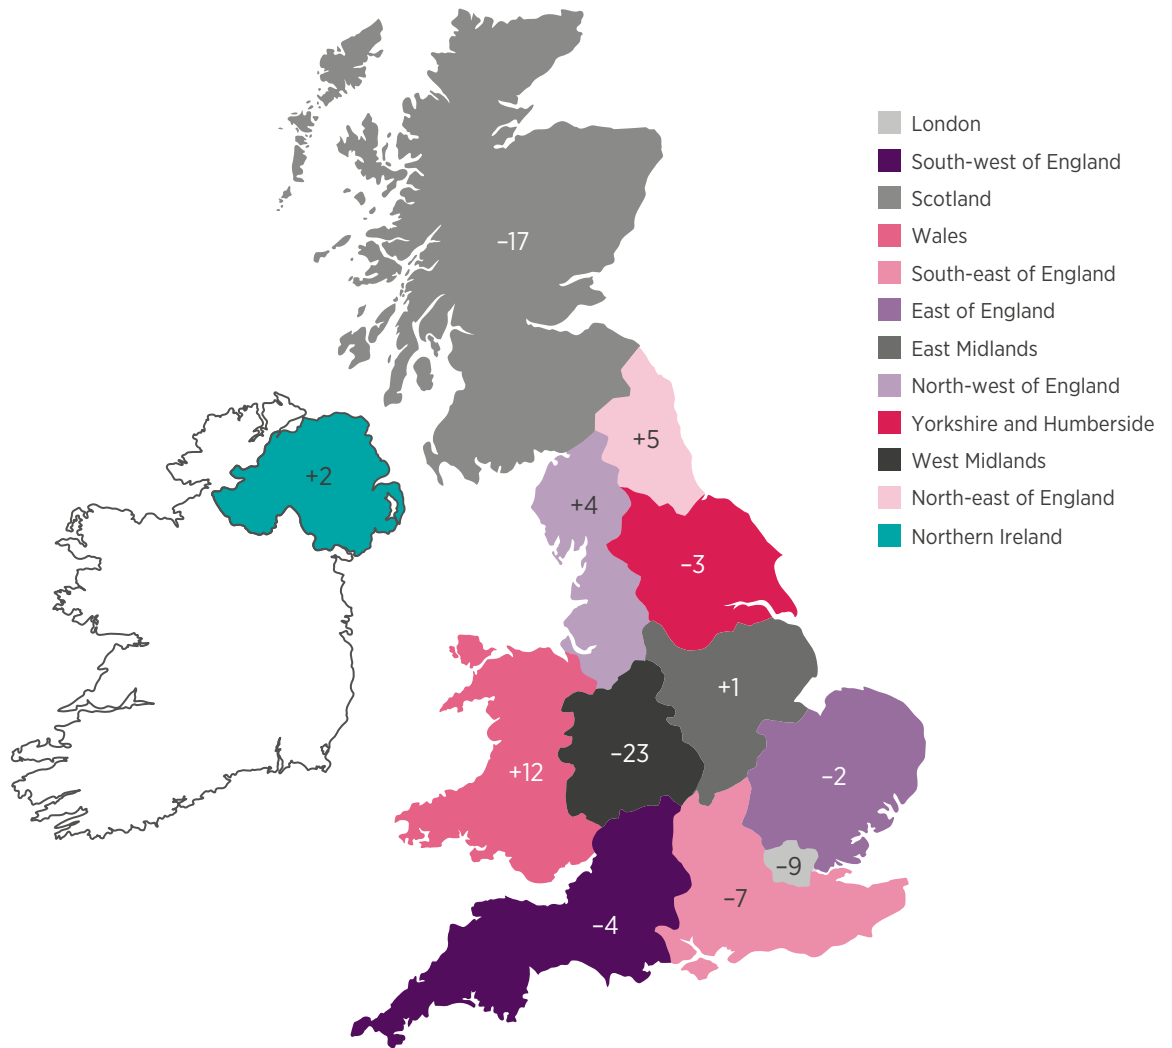 London
South-west of England
Scotland
Wales
South-east of England
East of England
East Midlands
North-west of England
Yorkshire and Humberside
West Midlands
North-east of England
Northern Ireland
–17
+5
+2
+4
–3
+1
–23
+12
–2
–9
–7
–4